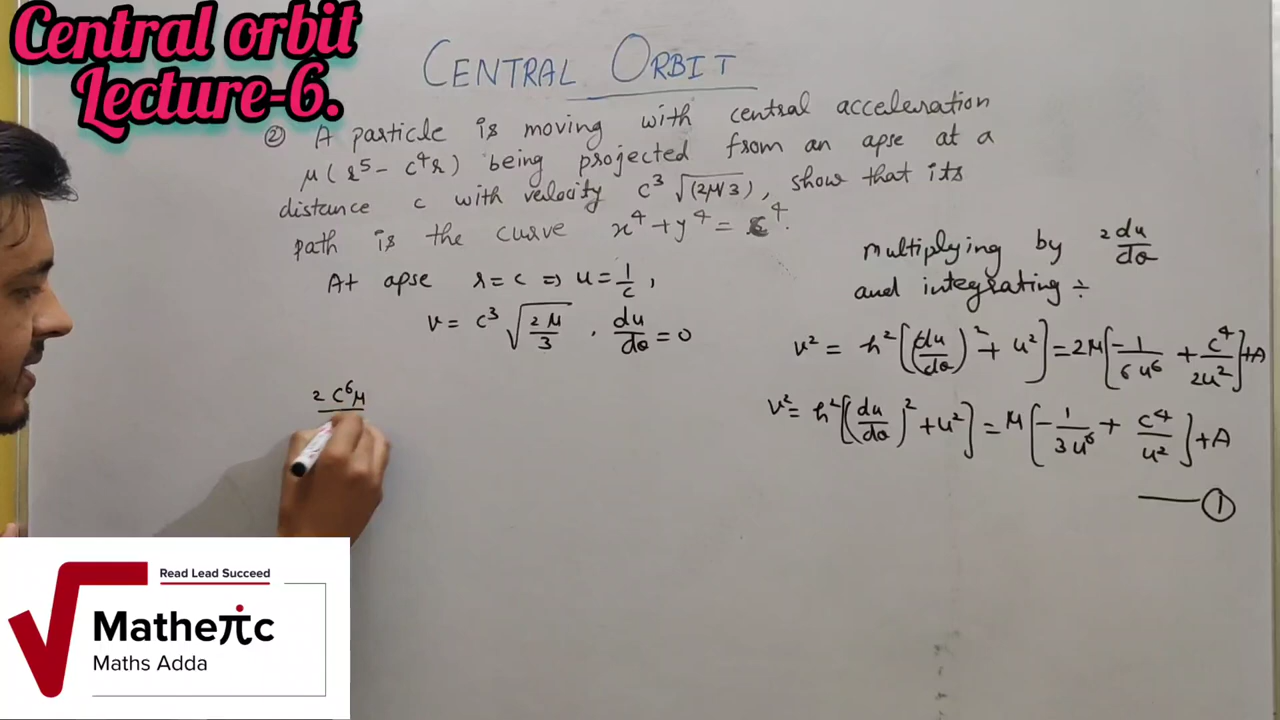 Central orbit
Lecture-6.
CENTRAL ORBIT
② A particle is moving with central acceleration
μ(r⁵ - c⁴r) being projected from an apse at a
distance c with velocity c³ √(2μ/3), show that its
path is the curve x⁴ + y⁴ = c⁴.
At apse r = c ⇒ u = 1/c ,
v = c³ √(2μ/3) . du/dθ = 0
2 c⁶μ
multiplying by 2 du/dθ
and integrating ÷
v² = h²[(du/dθ)² + u²] = 2μ[-1/6u⁶ + c⁴/2u²] + A
v² = h²[(du/dθ)² + u²] = μ[-1/3u⁶ + c⁴/u²] + A
— ①
Read Lead Succeed
Matheπc
Maths Adda